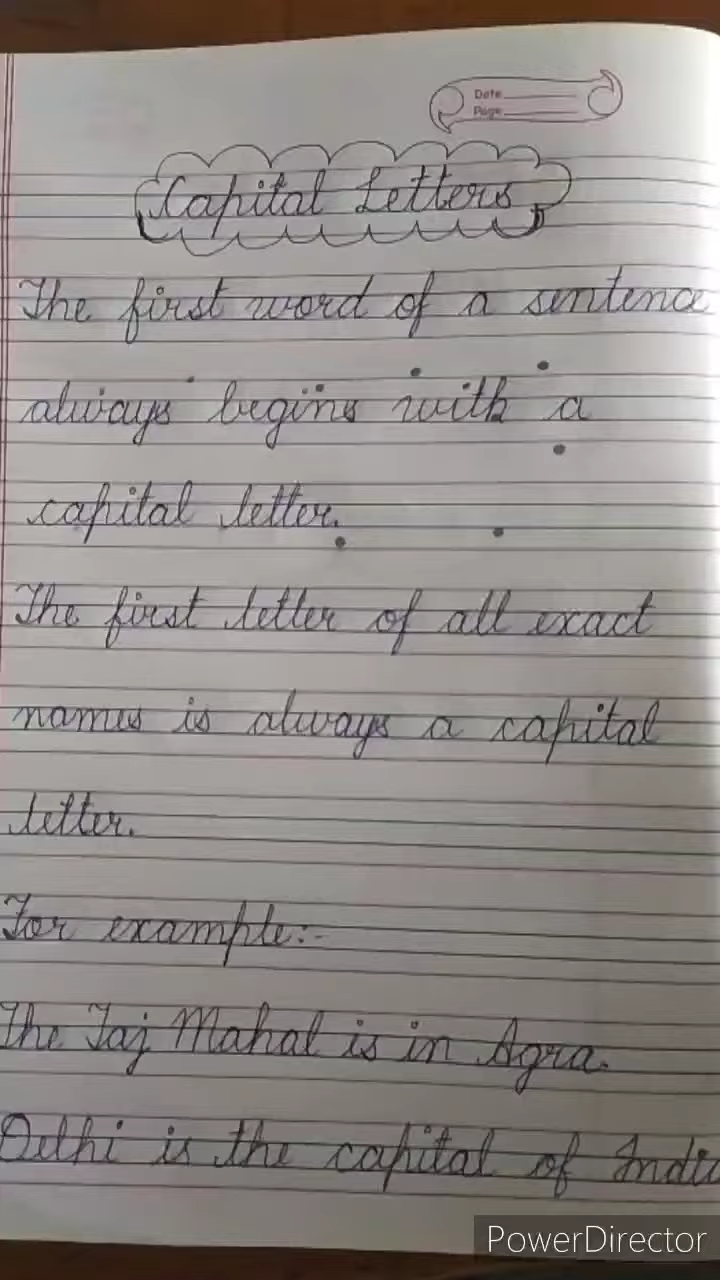 Date
Page
Capital Letters
The first word of a sentence
always begins with a
capital letter.
The first letter of all exact
names is always a capital
letter.
For example:-
The Taj Mahal is in Agra.
Delhi is the capital of India
PowerDirector